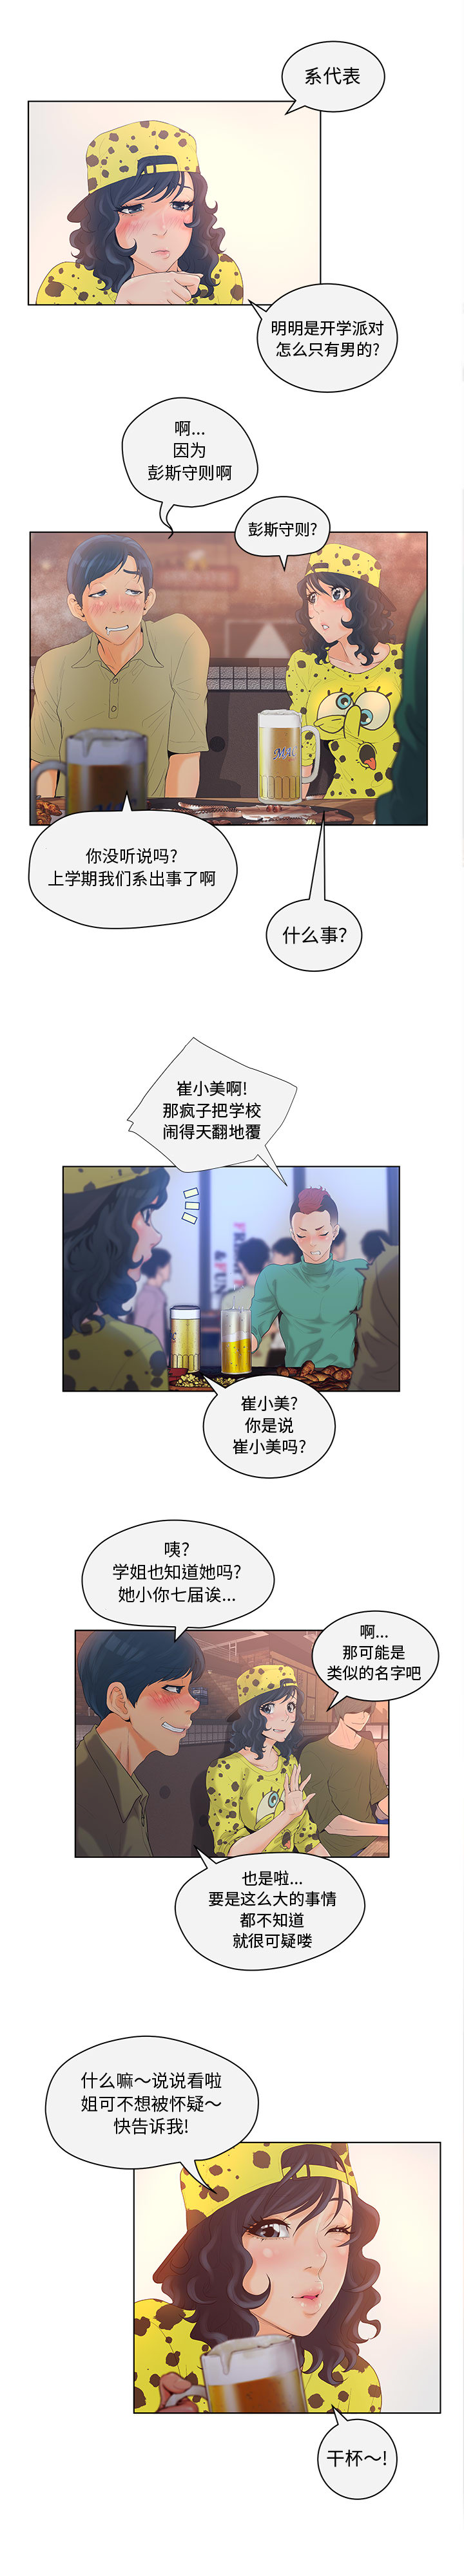 系代表
明明是开学派对
怎么只有男的?
啊...
因为
彭斯守则啊
彭斯守则?
你没听说吗?
上学期我们系出事了啊
什么事?
崔小美啊!
那疯子把学校
闹得天翻地覆
&FUN
崔小美?
你是说
崔小美吗?
咦?
学姐也知道她吗?
她小你七届诶...
啊...
那可能是
类似的名字吧
也是啦...
要是这么大的事情
都不知道
就很可疑喽
什么嘛～说说看啦
姐可不想被怀疑～
快告诉我!
干杯～!